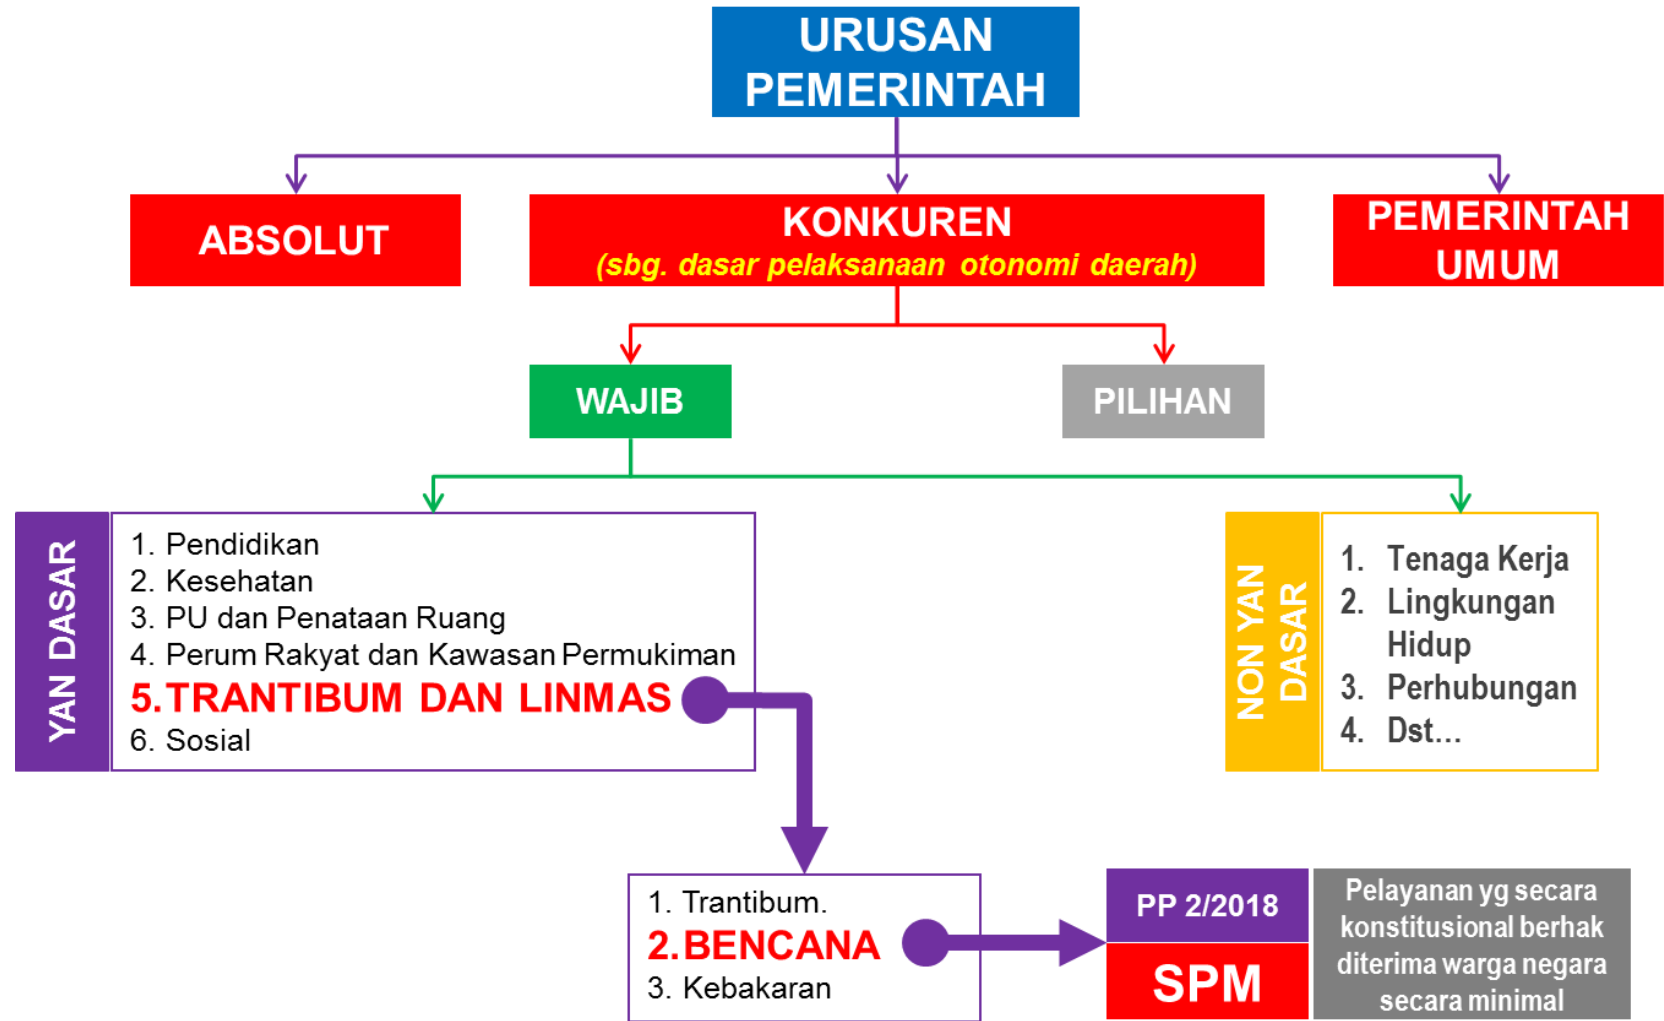 URUSAN
PEMERINTAH
ABSOLUT
KONKUREN
(sbg. dasar pelaksanaan otonomi daerah)
PEMERINTAH
UMUM
WAJIB
PILIHAN
YAN DASAR
1. Pendidikan
2. Kesehatan
3. PU dan Penataan Ruang
4. Perum Rakyat dan Kawasan Permukiman
5. TRANTIBUM DAN LINMAS
6. Sosial
NON YAN
DASAR
1. Tenaga Kerja
2. Lingkungan
Hidup
3. Perhubungan
4. Dst...
1. Trantibum.
2. BENCANA
3. Kebakaran
PP 2/2018
SPM
Pelayanan yg secara
konstitusional berhak
diterima warga negara
secara minimal